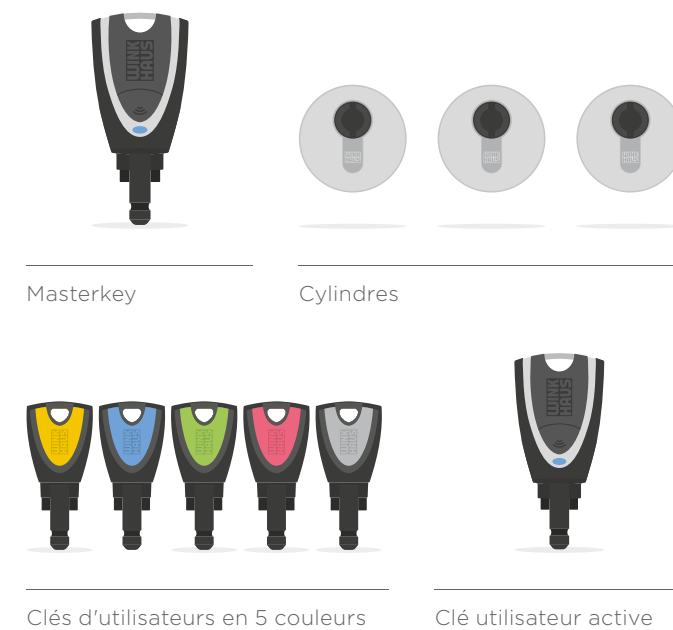 WINK
HAUS
Masterkey
Cylindres
WINK
HAUS
Clés d'utilisateurs en 5 couleurs
Clé utilisateur active